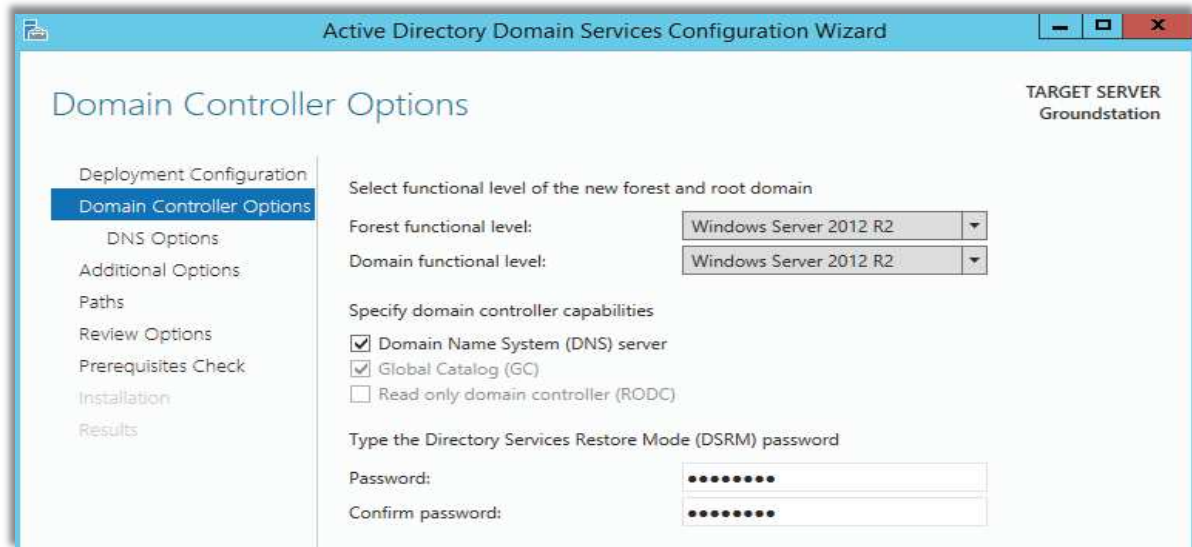 Active Directory Domain Services Configuration Wizard
Domain Controller Options
TARGET SERVER
Groundstation
Deployment Configuration
Domain Controller Options
DNS Options
Additional Options
Paths
Review Options
Prerequisites Check
Installation
Results
Select functional level of the new forest and root domain
Forest functional level: Windows Server 2012 R2
Domain functional level: Windows Server 2012 R2
Specify domain controller capabilities
Domain Name System (DNS) server
Global Catalog (GC)
Read only domain controller (RODC)
Type the Directory Services Restore Mode (DSRM) password
Password: ●●●●●●●●
Confirm password: ●●●●●●●●